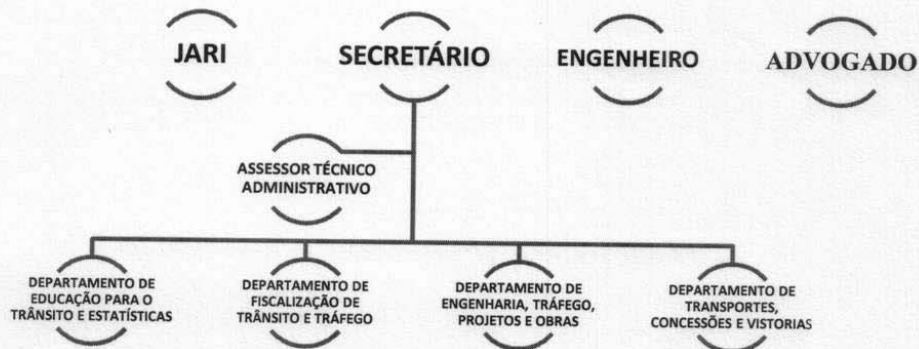 JARI
SECRETÁRIO
ENGENHEIRO
ADVOGADO
ASSESSOR TÉCNICO
ADMINISTRATIVO
DEPARTAMENTO DE
EDUCAÇÃO PARA O
TRÂNSITO E ESTATÍSTICAS
DEPARTAMENTO DE
FISCALIZAÇÃO DE
TRÂNSITO E TRÁFEGO
DEPARTAMENTO DE
ENGENHARIA, TRÁFEGO,
PROJETOS E OBRAS
DEPARTAMENTO DE
TRANSPORTES,
CONCESSÕES E VISTORIAS